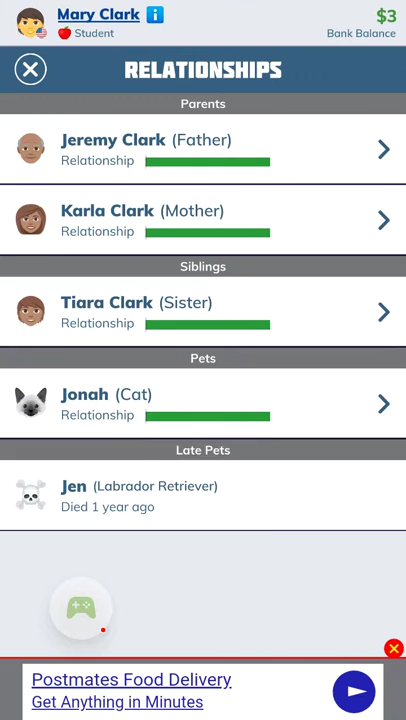 Mary Clark
$3
Student
Bank Balance
RELATIONSHIPS
Parents
Jeremy Clark (Father)
Relationship
Karla Clark (Mother)
Relationship
Siblings
Tiara Clark (Sister)
Relationship
Pets
Jonah (Cat)
Relationship
Late Pets
Jen (Labrador Retriever)
Died 1 year ago
Postmates Food Delivery
Get Anything in Minutes